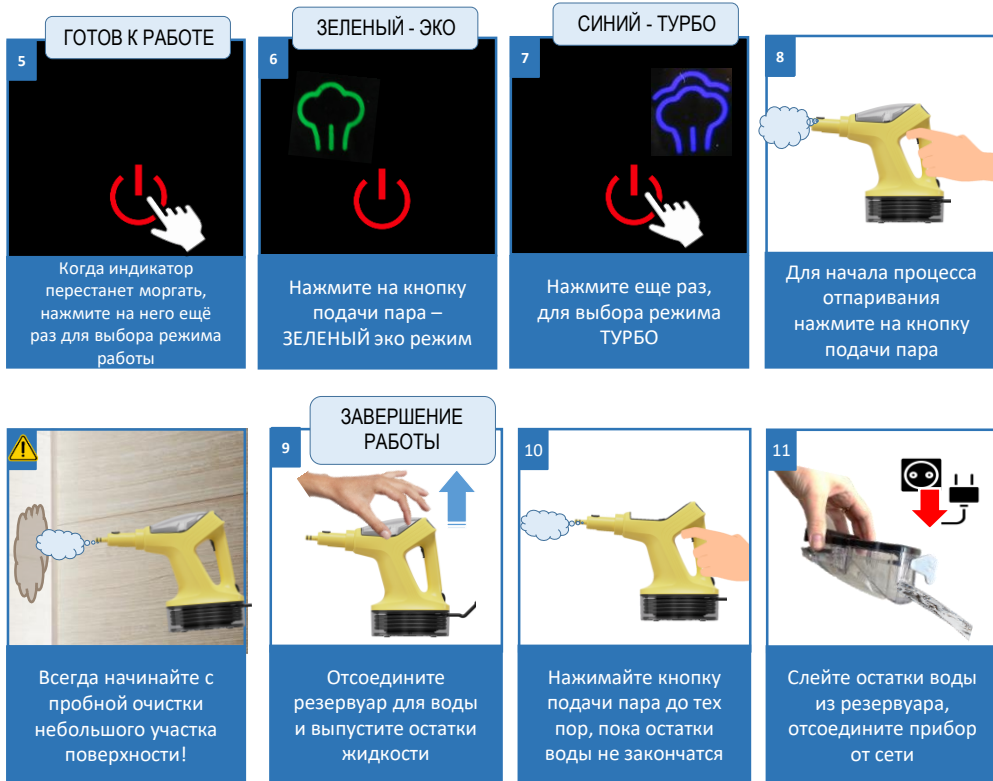 ГОТОВ К РАБОТЕ
5
Когда индикатор
перестанет моргать,
нажмите на него ещё
раз для выбора режима
работы
ЗЕЛЕНЫЙ - ЭКО
6
Нажмите на кнопку
подачи пара –
ЗЕЛЕНЫЙ эко режим
СИНИЙ - ТУРБО
7
Нажмите еще раз,
для выбора режима
ТУРБО
8
Для начала процесса
отпаривания
нажмите на кнопку
подачи пара
Всегда начинайте с
пробной очистки
небольшого участка
поверхности!
ЗАВЕРШЕНИЕ
РАБОТЫ
9
Отсоедините
резервуар для воды
и выпустите остатки
жидкости
10
Нажимайте кнопку
подачи пара до тех
пор, пока остатки
воды не закончатся
11
Слейте остатки воды
из резервуара,
отсоедините прибор
от сети